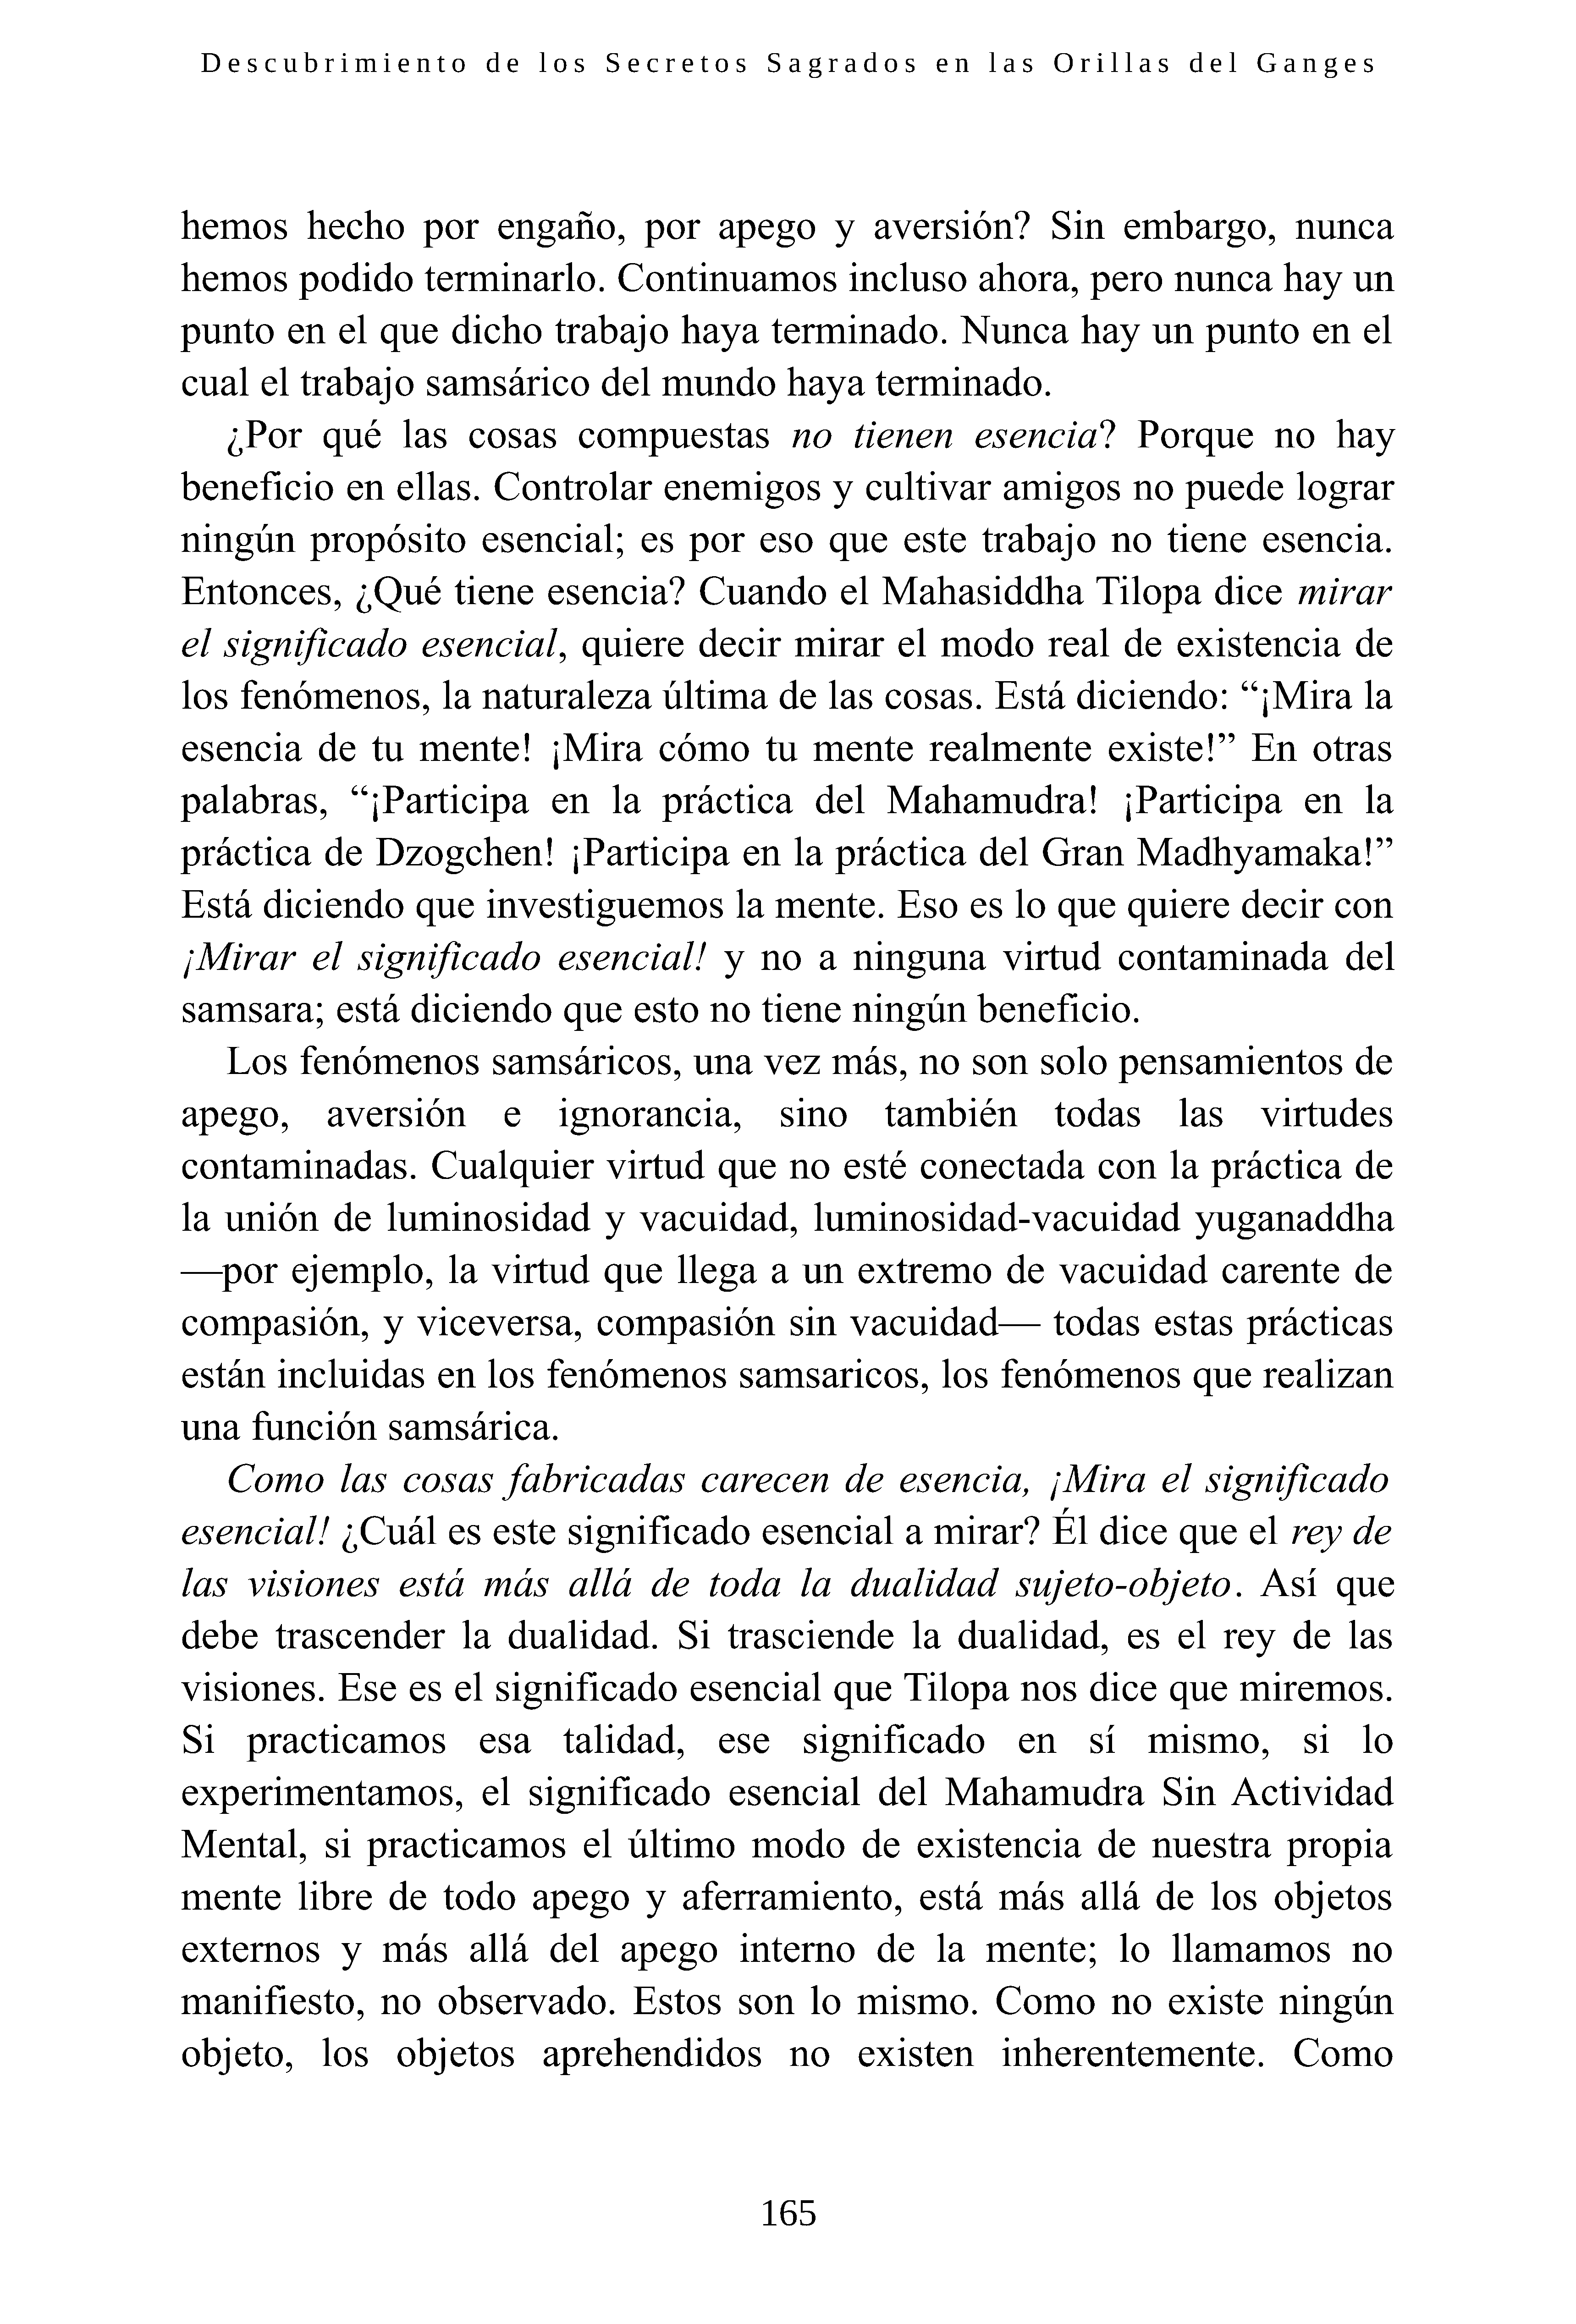 Descubrimiento de los Secretos Sagrados en las Orillas del Ganges
hemos hecho por engaño, por apego y aversión? Sin embargo, nunca
hemos podido terminarlo. Continuamos incluso ahora, pero nunca hay un
punto en el que dicho trabajo haya terminado. Nunca hay un punto en el
cual el trabajo samsárico del mundo haya terminado.
¿Por qué las cosas compuestas no tienen esencia? Porque no hay
beneficio en ellas. Controlar enemigos y cultivar amigos no puede lograr
ningún propósito esencial; es por eso que este trabajo no tiene esencia.
Entonces, ¿Qué tiene esencia? Cuando el Mahasiddha Tilopa dice mirar
el significado esencial, quiere decir mirar el modo real de existencia de
los fenómenos, la naturaleza última de las cosas. Está diciendo: “¡Mira la
esencia de tu mente! ¡Mira cómo tu mente realmente existe!” En otras
palabras, “¡Participa en la práctica del Mahamudra! ¡Participa en la
práctica de Dzogchen! ¡Participa en la práctica del Gran Madhyamaka!”
Está diciendo que investiguemos la mente. Eso es lo que quiere decir con
¡Mirar el significado esencial! y no a ninguna virtud contaminada del
samsara; está diciendo que esto no tiene ningún beneficio.
Los fenómenos samsáricos, una vez más, no son solo pensamientos de
apego, aversión e ignorancia, sino también todas las virtudes
contaminadas. Cualquier virtud que no esté conectada con la práctica de
la unión de luminosidad y vacuidad, luminosidad-vacuidad yuganaddha
—por ejemplo, la virtud que llega a un extremo de vacuidad carente de
compasión, y viceversa, compasión sin vacuidad— todas estas prácticas
están incluidas en los fenómenos samsaricos, los fenómenos que realizan
una función samsárica.
Como las cosas fabricadas carecen de esencia, ¡Mira el significado
esencial! ¿Cuál es este significado esencial a mirar? Él dice que el rey de
las visiones está más allá de toda la dualidad sujeto-objeto. Así que
debe trascender la dualidad. Si trasciende la dualidad, es el rey de las
visiones. Ese es el significado esencial que Tilopa nos dice que miremos.
Si practicamos esa talidad, ese significado en sí mismo, si lo
experimentamos, el significado esencial del Mahamudra Sin Actividad
Mental, si practicamos el último modo de existencia de nuestra propia
mente libre de todo apego y aferramiento, está más allá de los objetos
externos y más allá del apego interno de la mente; lo llamamos no
manifiesto, no observado. Estos son lo mismo. Como no existe ningún
objeto, los objetos aprehendidos no existen inherentemente. Como
165